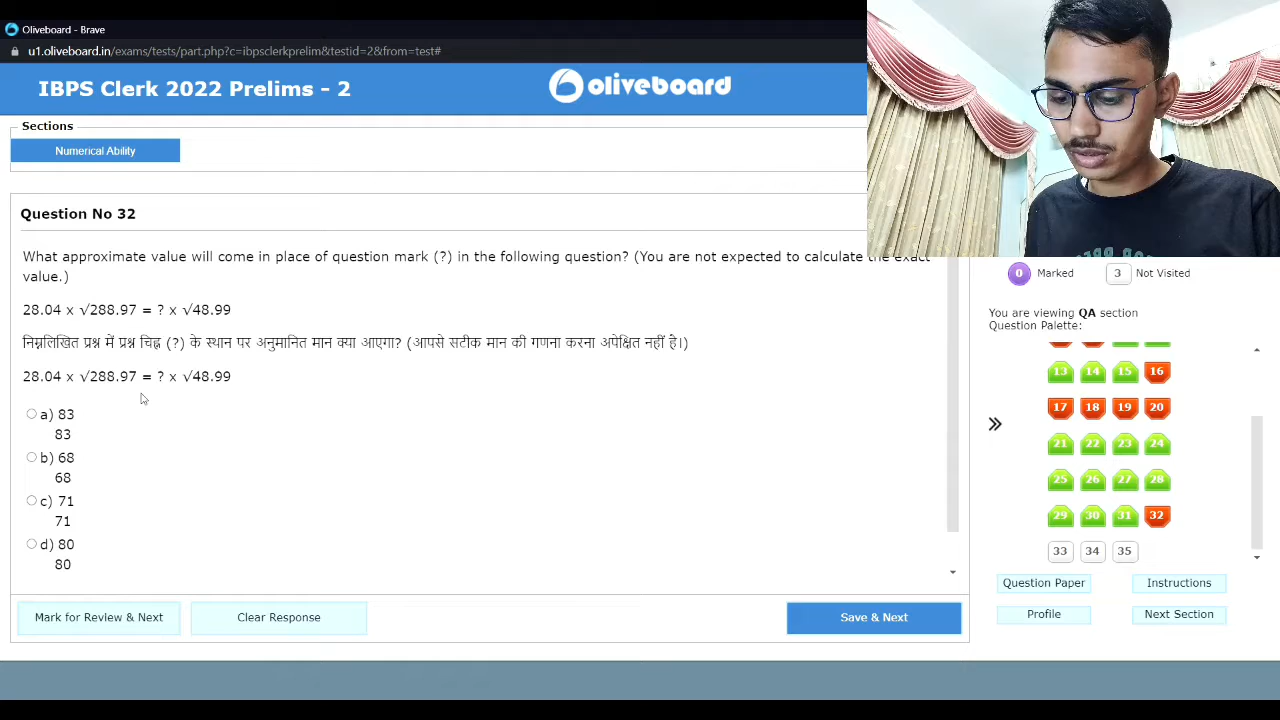 Oliveboard - Brave
u1.oliveboard.in/exams/tests/part.php?c=ibpsclerkprelim&testid=2&from=test#
IBPS Clerk 2022 Prelims - 2
oliveboard
Sections
Numerical Ability
Question No 32
What approximate value will come in place of question mark (?) in the following question? (You are not expected to calculate the exact
value.)
28.04 x √288.97 = ? x √48.99
निम्नलिखित प्रश्न में प्रश्न चिह्न (?) के स्थान पर अनुमानित मान क्या आएगा? (आपसे सटीक मान की गणना करना अपेक्षित नहीं है।)
28.04 x √288.97 = ? x √48.99
a) 83
83
b) 68
68
c) 71
71
d) 80
80
Mark for Review & Next
Clear Response
Save & Next
0 Marked 3 Not Visited
You are viewing QA section
Question Palette:
13 14 15 16
17 18 19 20
21 22 23 24
25 26 27 28
29 30 31 32
33 34 35
Question Paper Instructions
Profile Next Section